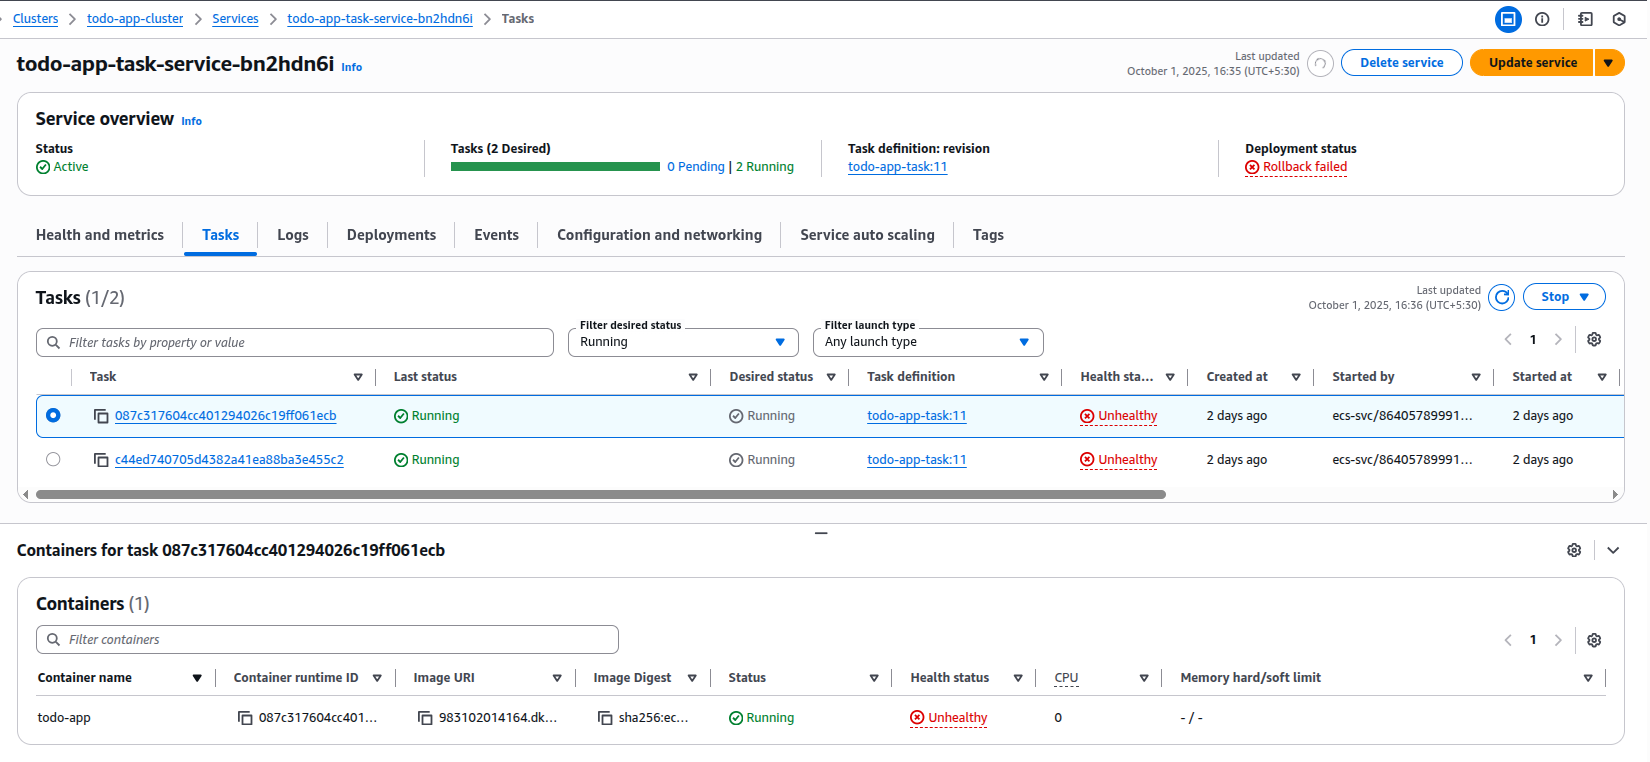 Clusters
todo-app-cluster
Services
todo-app-task-service-bn2hdn6i
Tasks
todo-app-task-service-bn2hdn6i Info
Last updated
October 1, 2025, 16:35 (UTC+5:30)
Delete service
Update service
Service overview Info
Status
Active
Tasks (2 Desired)
0 Pending | 2 Running
Task definition: revision
todo-app-task:11
Deployment status
Rollback failed
Health and metrics
Tasks
Logs
Deployments
Events
Configuration and networking
Service auto scaling
Tags
Tasks (1/2)
Last updated
October 1, 2025, 16:36 (UTC+5:30)
Stop
Filter tasks by property or value
Filter desired status
Running
Filter launch type
Any launch type
1
Task
Last status
Desired status
Task definition
Health sta...
Created at
Started by
Started at
087c317604cc401294026c19ff061ecb
Running
Running
todo-app-task:11
Unhealthy
2 days ago
ecs-svc/86405789991...
2 days ago
c44ed740705d4382a41ea88ba3e455c2
Running
Running
todo-app-task:11
Unhealthy
2 days ago
ecs-svc/86405789991...
2 days ago
Containers for task 087c317604cc401294026c19ff061ecb
Containers (1)
Filter containers
1
Container name
Container runtime ID
Image URI
Image Digest
Status
Health status
CPU
Memory hard/soft limit
todo-app
087c317604cc401...
983102014164.dk...
sha256:ec...
Running
Unhealthy
0
- / -